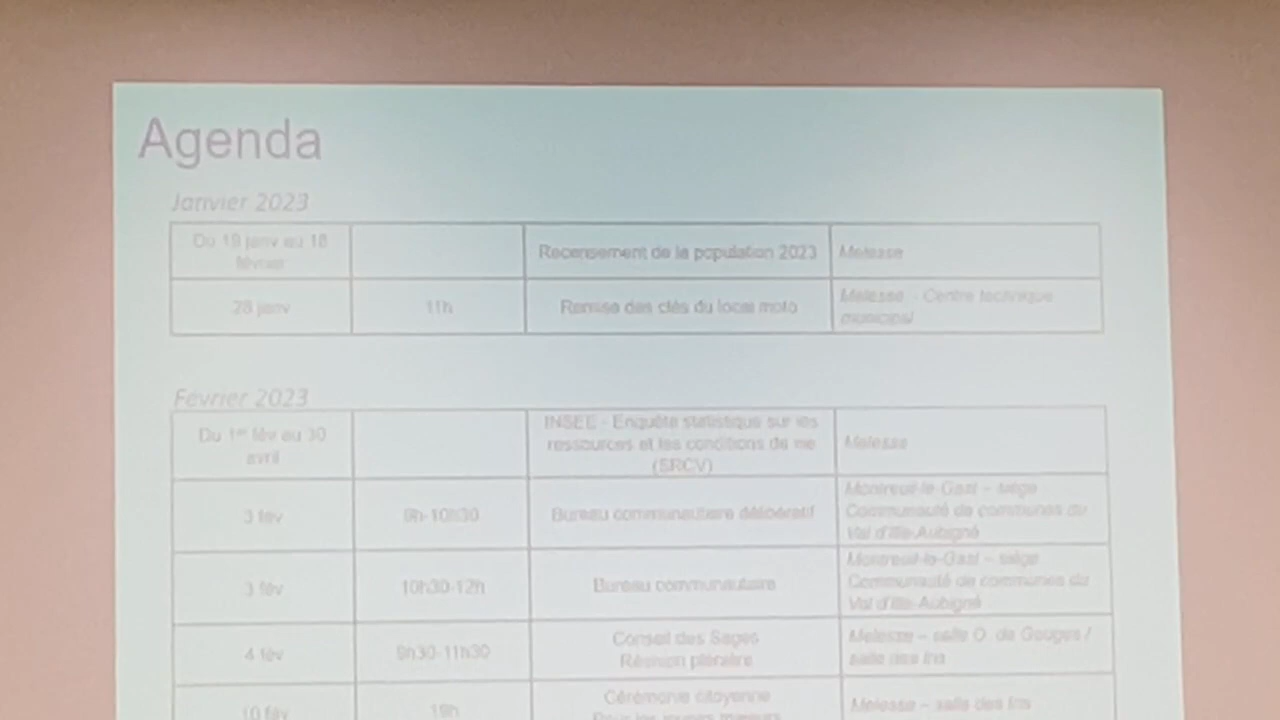 Agenda
Janvier 2023
Du 19 janv au 18
février
Recensement de la population 2023
Melesse
28 janv
11h
Remise des clés du local moto
Melesse - Centre technique
municipal
Février 2023
Du 1er fév au 30
avril
INSEE - Enquête statistique sur les
ressources et les conditions de vie
(SRCV)
Melesse
3 fév
9h-10h30
Bureau communautaire délibératif
Montreuil-le-Gast – siège
Communauté de communes du
Val d'Ille-Aubigné
3 fév
10h30-12h
Bureau communautaire
Montreuil-le-Gast – siège
Communauté de communes du
Val d'Ille-Aubigné
4 fév
9h30-11h30
Conseil des Sages
Réunion plénière
Melesse – salle O. de Gouges /
salle des Iris
10 fév
19h
Cérémonie citoyenne
Melesse – salle des Iris